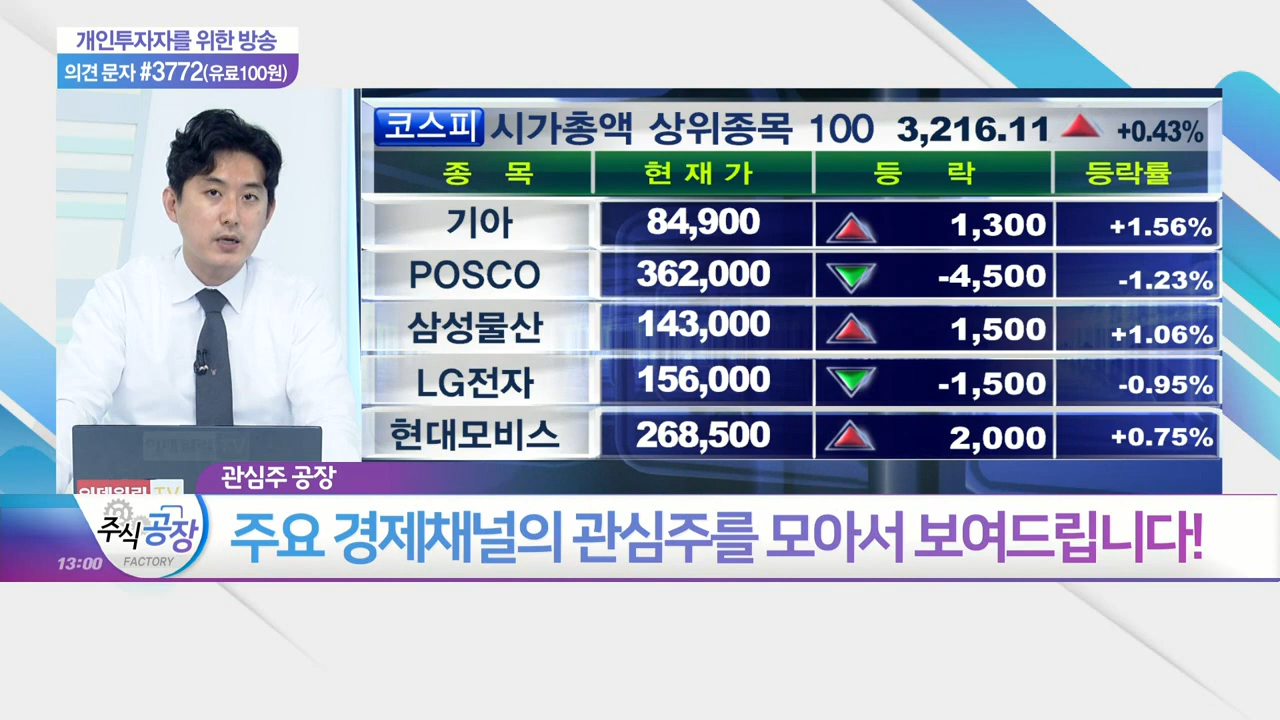 개인투자자를 위한 방송
의견 문자 #3772(유료100원)
코스피 시가총액 상위종목 100 3,216.11 ▲ +0.43%
종 목 현 재 가 등 락 등락률
기아 84,900 ▲ 1,300 +1.56%
POSCO 362,000 ▼ -4,500 -1.23%
삼성물산 143,000 ▲ 1,500 +1.06%
LG전자 156,000 ▼ -1,500 -0.95%
현대모비스 268,500 ▲ 2,000 +0.75%
관심주 공장
주식공장
FACTORY
13:00
주요 경제채널의 관심주를 모아서 보여드립니다!